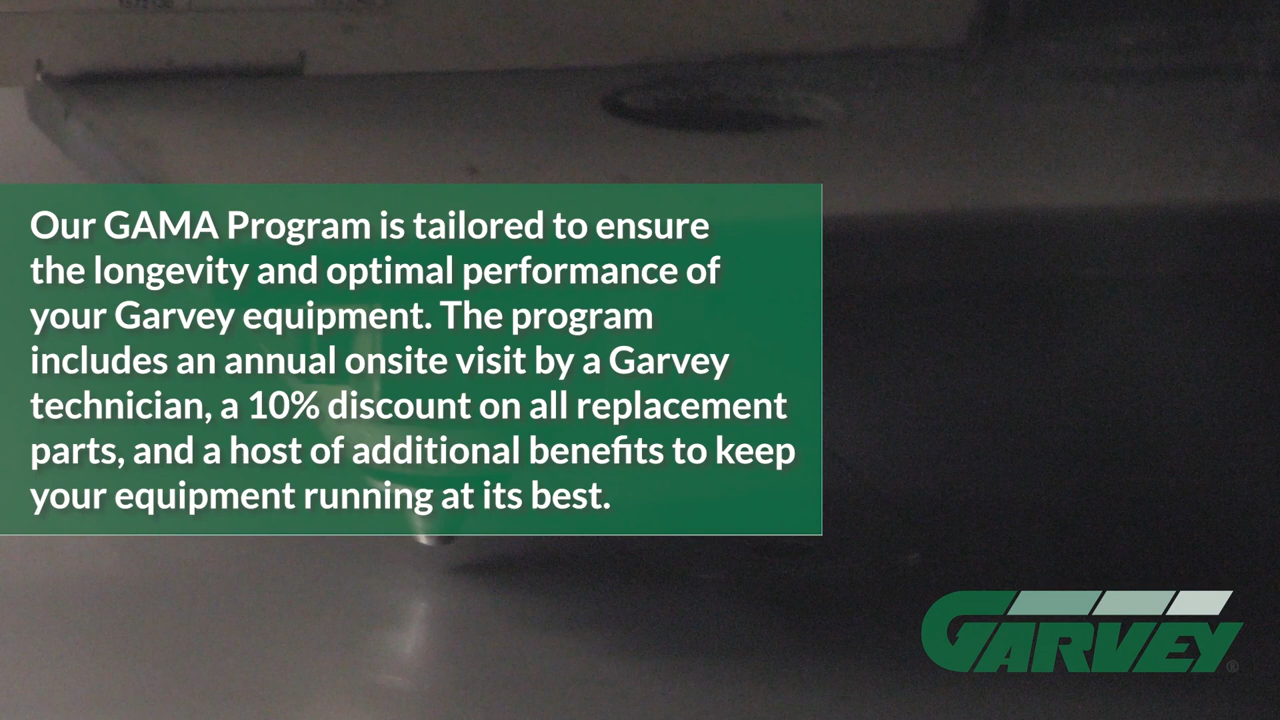 Our GAMA Program is tailored to ensure
the longevity and optimal performance of
your Garvey equipment. The program
includes an annual onsite visit by a Garvey
technician, a 10% discount on all replacement
parts, and a host of additional benefits to keep
your equipment running at its best.
GARVEY®